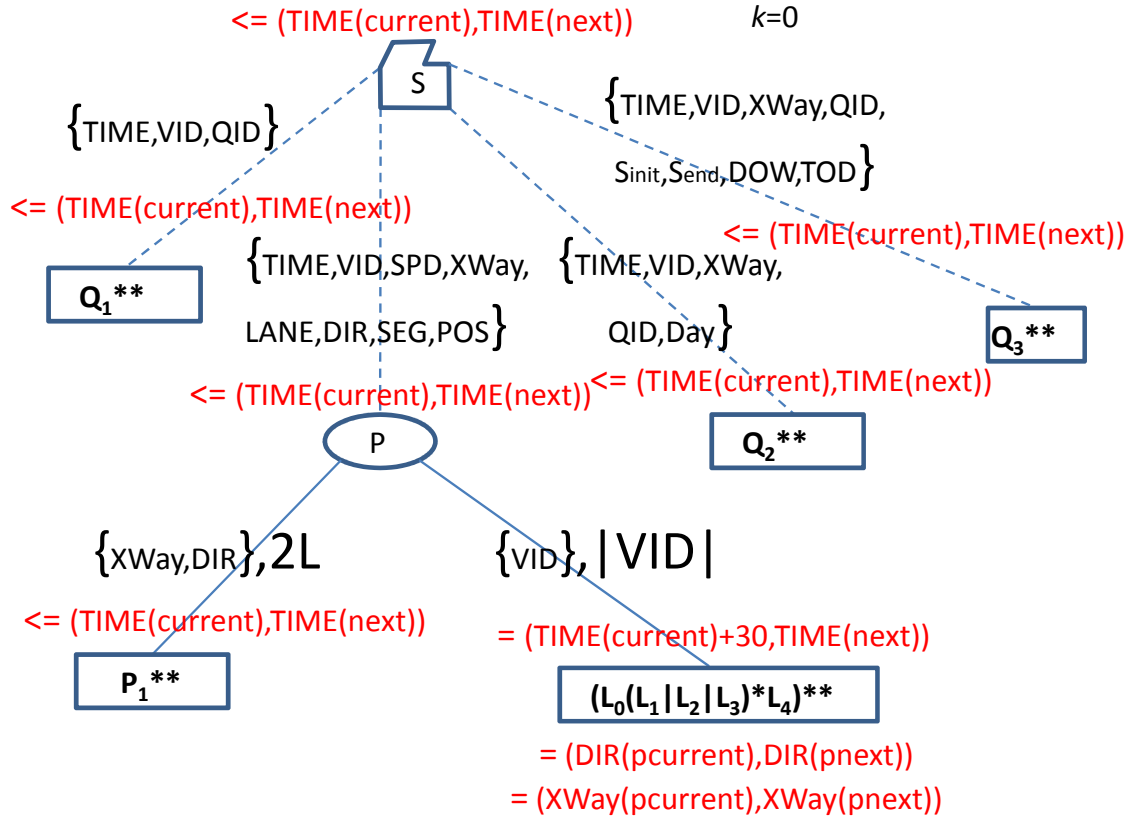 <= (TIME(current),TIME(next))
k=0
S
{TIME,VID,QID}
{TIME,VID,XWay,QID,
Sinit,Send,DOW,TOD}
<= (TIME(current),TIME(next))
<= (TIME(current),TIME(next))
{TIME,VID,SPD,XWay,
LANE,DIR,SEG,POS}
{TIME,VID,XWay,
QID,Day}
Q1**
Q3**
<= (TIME(current),TIME(next))
<= (TIME(current),TIME(next))
P
Q2**
{XWay,DIR},2L
{VID},|VID|
<= (TIME(current),TIME(next))
= (TIME(current)+30,TIME(next))
P1**
(L0(L1|L2|L3)*L4)**
= (DIR(pcurrent),DIR(pnext))
= (XWay(pcurrent),XWay(pnext))